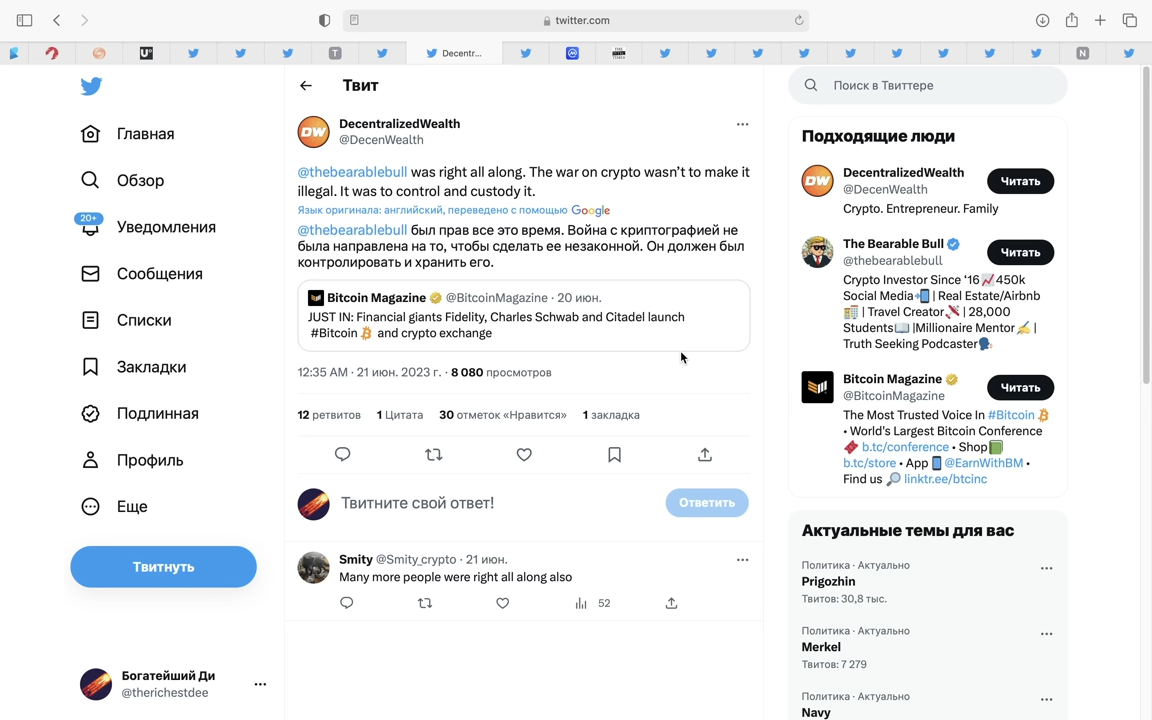 twitter.com
U
T
Decentr...
N
Твит
Поиск в Твиттере
Главная
Обзор
20+
Уведомления
Сообщения
Списки
Закладки
Подлинная
Профиль
Еще
Твитнуть
Богатейший Ди
@therichestdee
DW
DecentralizedWealth
@DecenWealth
@thebearablebull was right all along. The war on crypto wasn’t to make it
illegal. It was to control and custody it.
Язык оригинала: английский, переведено с помощью Google
@thebearablebull был прав все это время. Война с криптографией не
была направлена на то, чтобы сделать ее незаконной. Он должен был
контролировать и хранить его.
Bitcoin Magazine @BitcoinMagazine · 20 июн.
JUST IN: Financial giants Fidelity, Charles Schwab and Citadel launch
#Bitcoin and crypto exchange
12:35 AM · 21 июн. 2023 г. · 8 080 просмотров
12 ретвитов 1 Цитата 30 отметок «Нравится» 1 закладка
Твитните свой ответ!
Ответить
Smity @Smity_crypto · 21 июн.
Many more people were right all along also
52
Подходящие люди
DW
DecentralizedWealth
@DecenWealth
Читать
Crypto. Entrepreneur. Family
The Bearable Bull
@thebearablebull
Читать
Crypto Investor Since ‘16📈450k
Social Media📲 | Real Estate/Airbnb
🏨 | Travel Creator🚀 | 28,000
Students📖 |Millionaire Mentor✍️ |
Truth Seeking Podcaster🗣
Bitcoin Magazine
@BitcoinMagazine
Читать
The Most Trusted Voice In #Bitcoin
• World's Largest Bitcoin Conference
🎟 b.tc/conference • Shop📗
b.tc/store • App📱@EarnWithBM •
Find us 🔎 linktr.ee/btcinc
Актуальные темы для вас
Политика · Актуально
Prigozhin
Твитов: 30,8 тыс.
Политика · Актуально
Merkel
Твитов: 7 279
Политика · Актуально
Navy